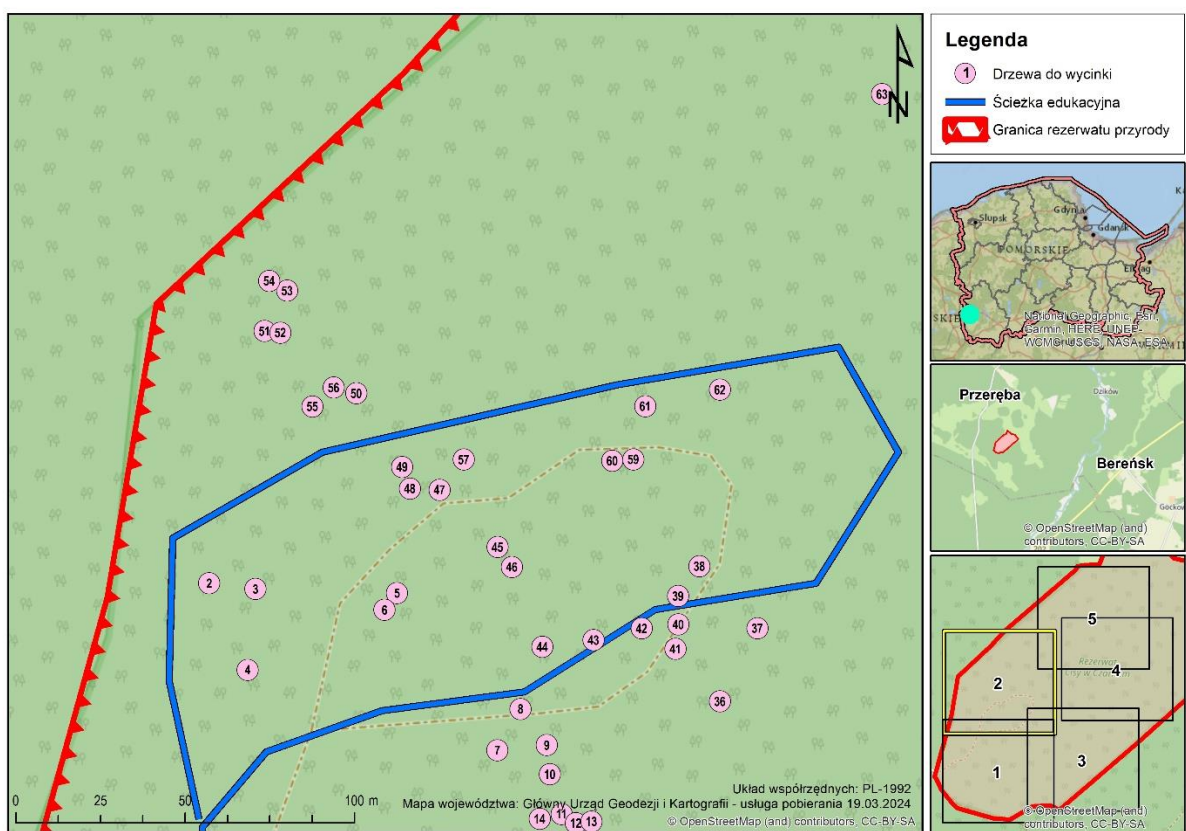 63
N
54
53
51
52
56
50
55
62
61
49
57
60
59
48
47
45
46
38
2
3
5
39
6
42
40
37
43
41
44
4
36
8
7
9
10
14
11
12
13
0
25
50
100 m
Układ współrzędnych: PL-1992
Mapa województwa: Główny Urząd Geodezji i Kartografii - usługa pobierania 19.03.2024
© OpenStreetMap (and) contributors, CC-BY-SA
Legenda
1
Drzewa do wycinki
Ścieżka edukacyjna
Granica rezerwatu przyrody
Słupsk
Gdynia
Gdańsk
POMORSKIE
National Geographic, Esri,
Garmin, HERE, UNEP-
WCMC, USGS, NASA, ESA,
Przeręba
Dzików
Bereńsk
© OpenStreetMap (and)
contributors, CC-BY-SA
5
2
4
1
3
© OpenStreetMap (and)
contributors, CC-BY-SA